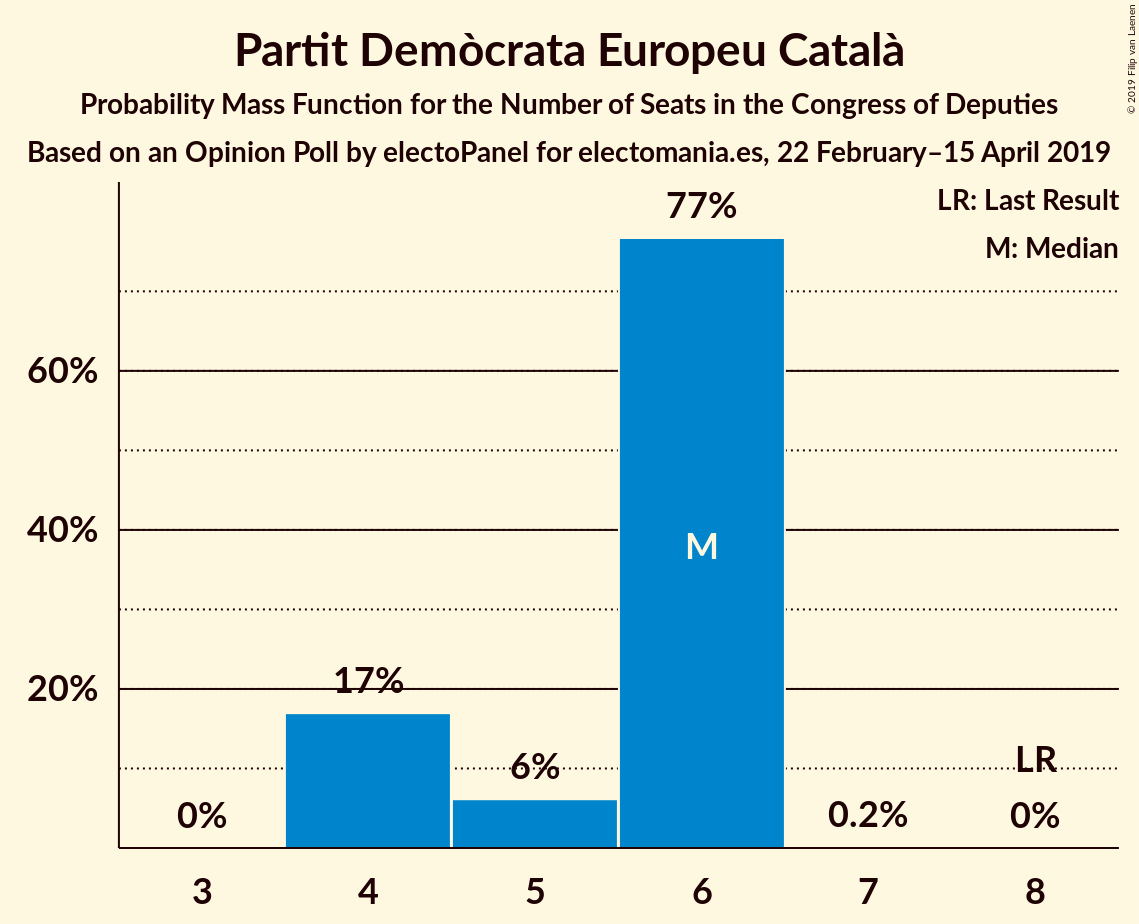 Partit Demòcrata Europeu Català
Probability Mass Function for the Number of Seats in the Congress of Deputies
Based on an Opinion Poll by electoPanel for electomania.es, 22 February–15 April 2019
© 2019 Filip van Laenen
LR: Last Result
M: Median
77%
60%
40%
M
20%
17%
6%
LR
0%
0.2%
0%
3 4 5 6 7 8